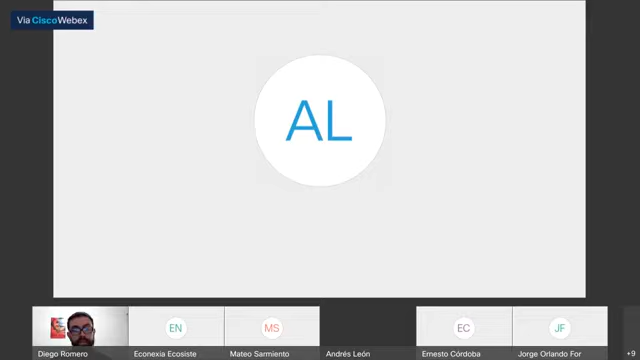 Via CiscoWebex
AL
EN
MS
EC
JF
Diego Romero
Econexia Ecosiste
Mateo Sarmiento
Andrés León
Ernesto Córdoba
Jorge Orlando For
+9